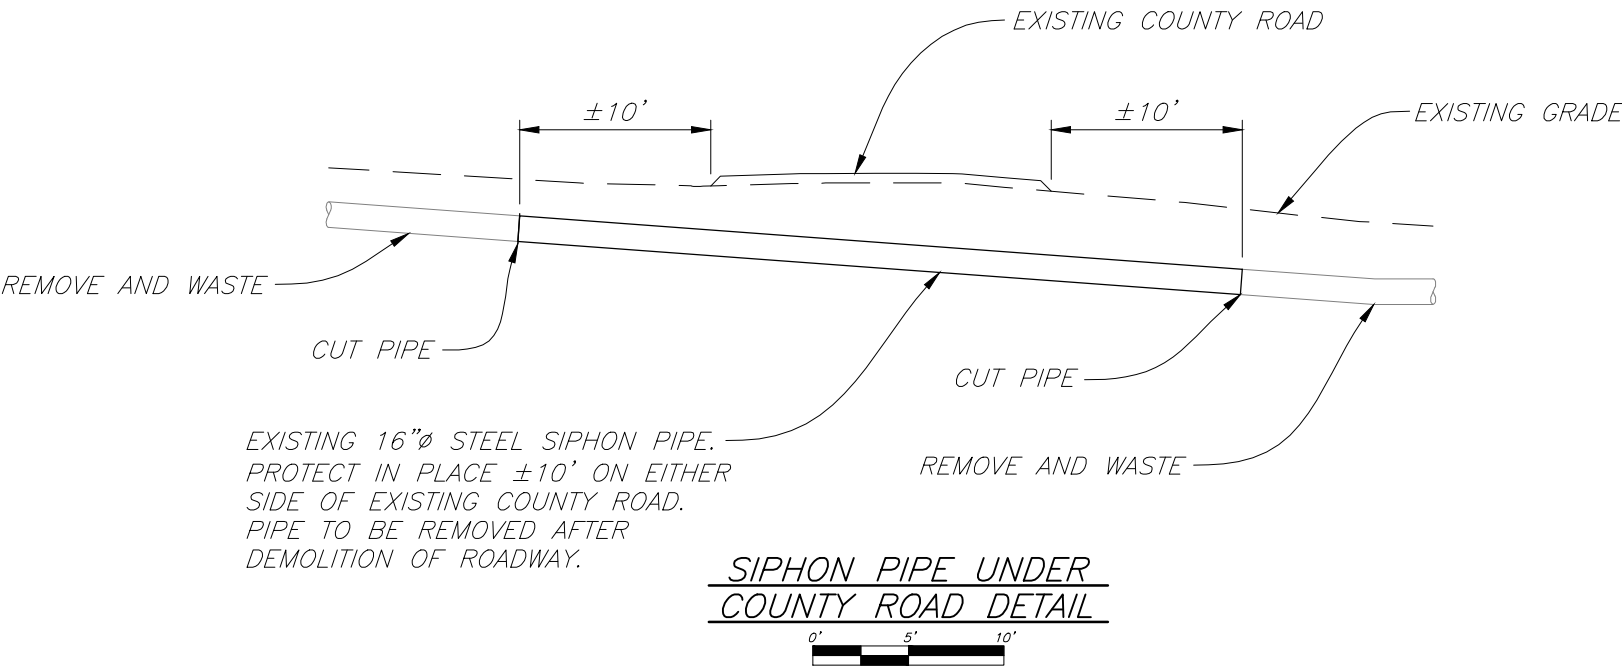 EXISTING COUNTY ROAD
±10’
±10’
EXISTING GRADE
REMOVE AND WASTE
CUT PIPE
CUT PIPE
EXISTING 16”ø STEEL SIPHON PIPE.
PROTECT IN PLACE ±10’ ON EITHER
SIDE OF EXISTING COUNTY ROAD.
PIPE TO BE REMOVED AFTER
DEMOLITION OF ROADWAY.
REMOVE AND WASTE
SIPHON PIPE UNDER
COUNTY ROAD DETAIL
0' 5' 10'